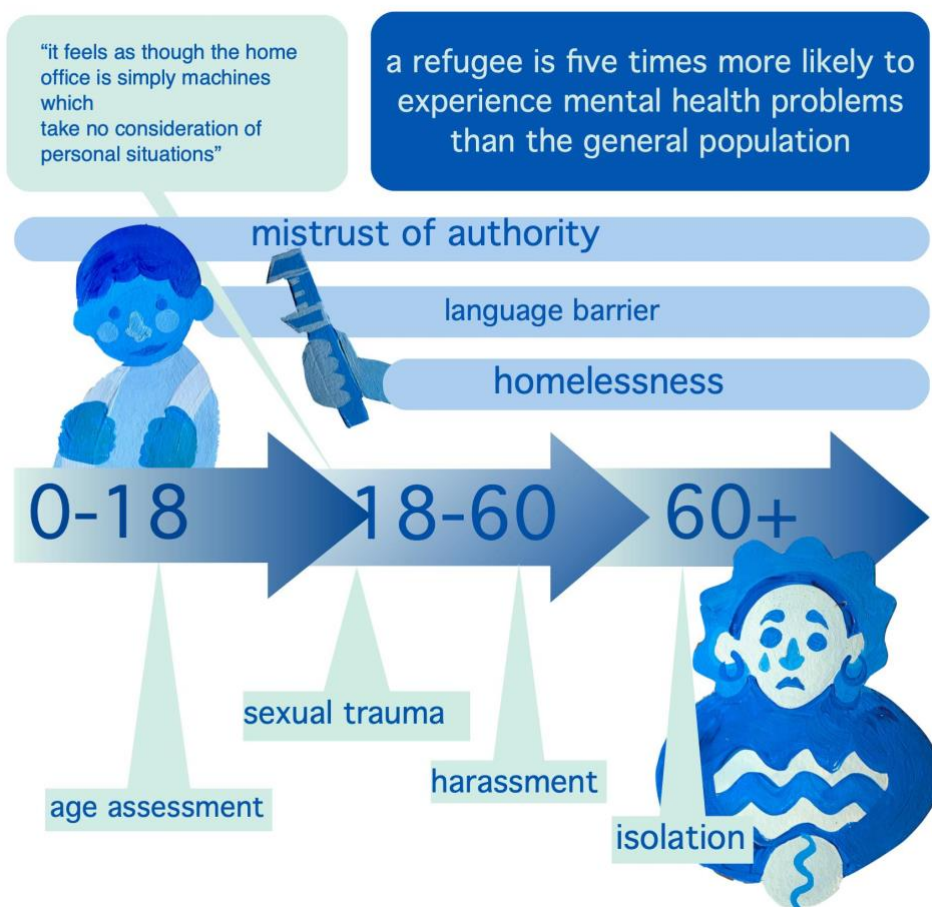 “it feels as though the home
office is simply machines
which
take no consideration of
personal situations”
a refugee is five times more likely to
experience mental health problems
than the general population
mistrust of authority
language barrier
homelessness
0-18
18-60
60+
sexual trauma
harassment
age assessment
isolation